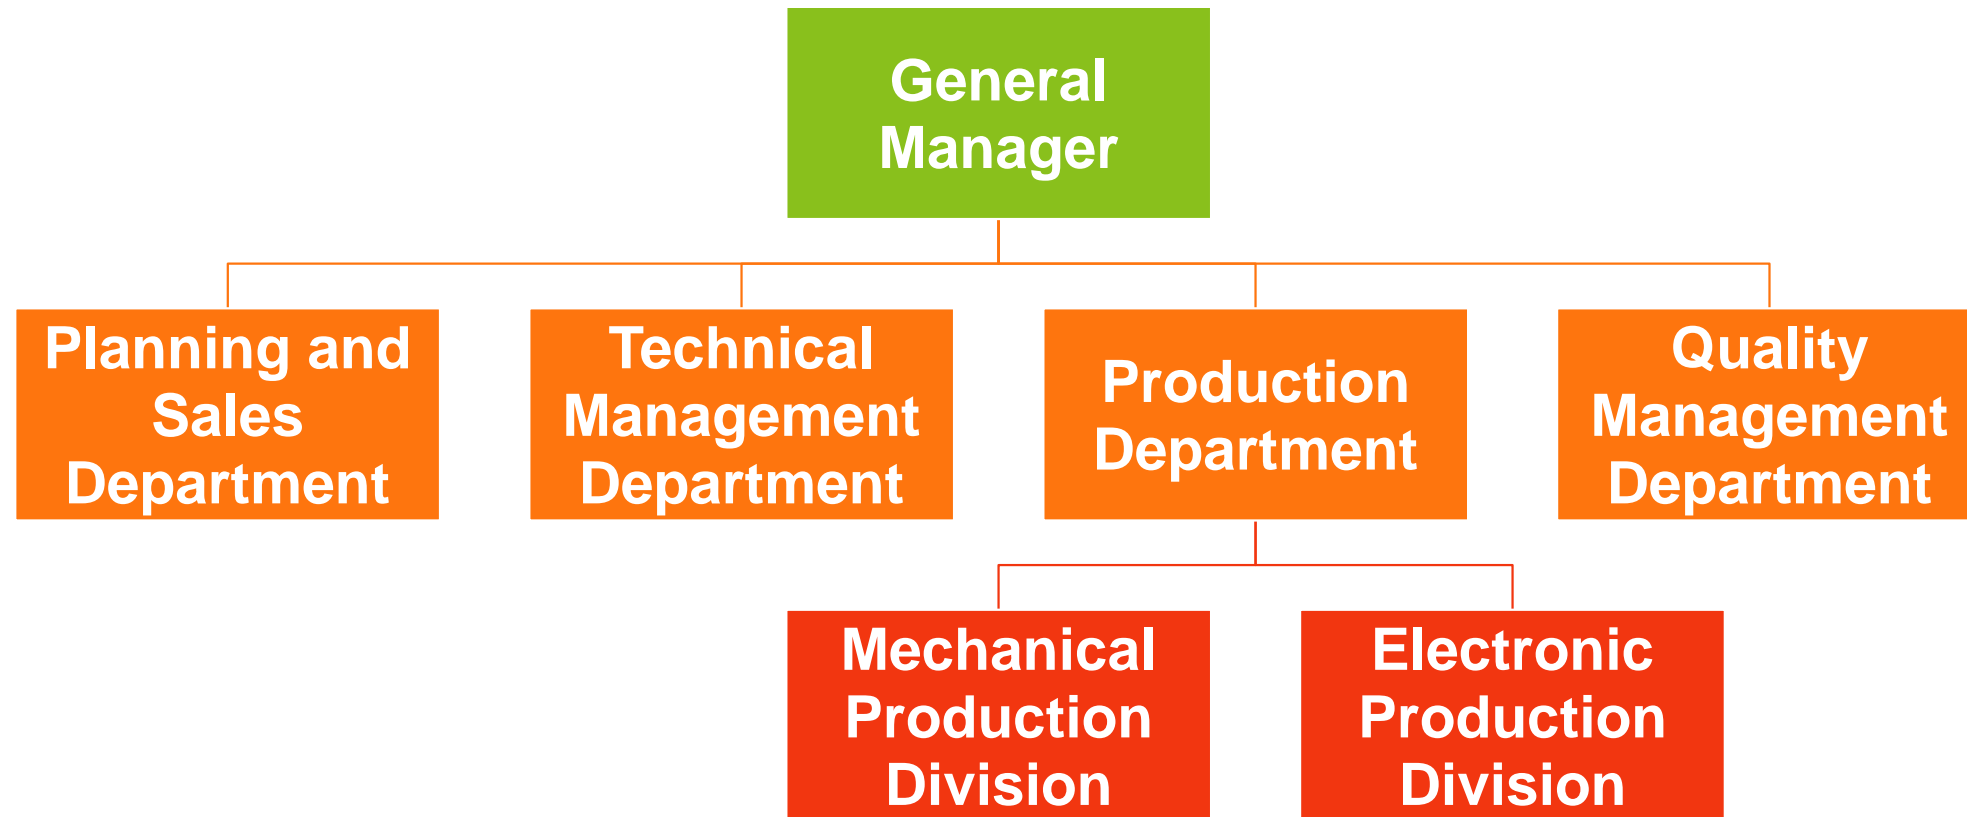 General
Manager
Planning and
Sales
Department
Technical
Management
Department
Production
Department
Quality
Management
Department
Mechanical
Production
Division
Electronic
Production
Division